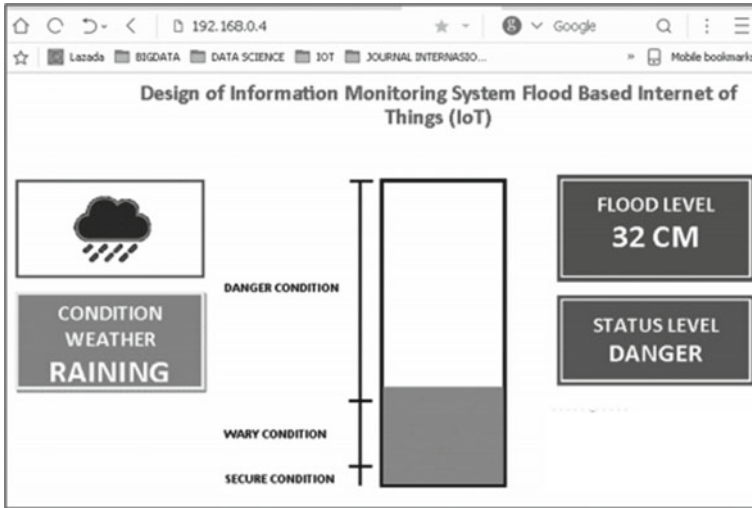 192.168.0.4
Google
Lazada BIGDATA DATA SCIENCE IOT JOURNAL INTERNASIO... » Mobile bookmarks
Design of Information Monitoring System Flood Based Internet of
Things (IoT)
CONDITION
WEATHER
RAINING
DANGER CONDITION
WARY CONDITION
SECURE CONDITION
FLOOD LEVEL
32 CM
STATUS LEVEL
DANGER